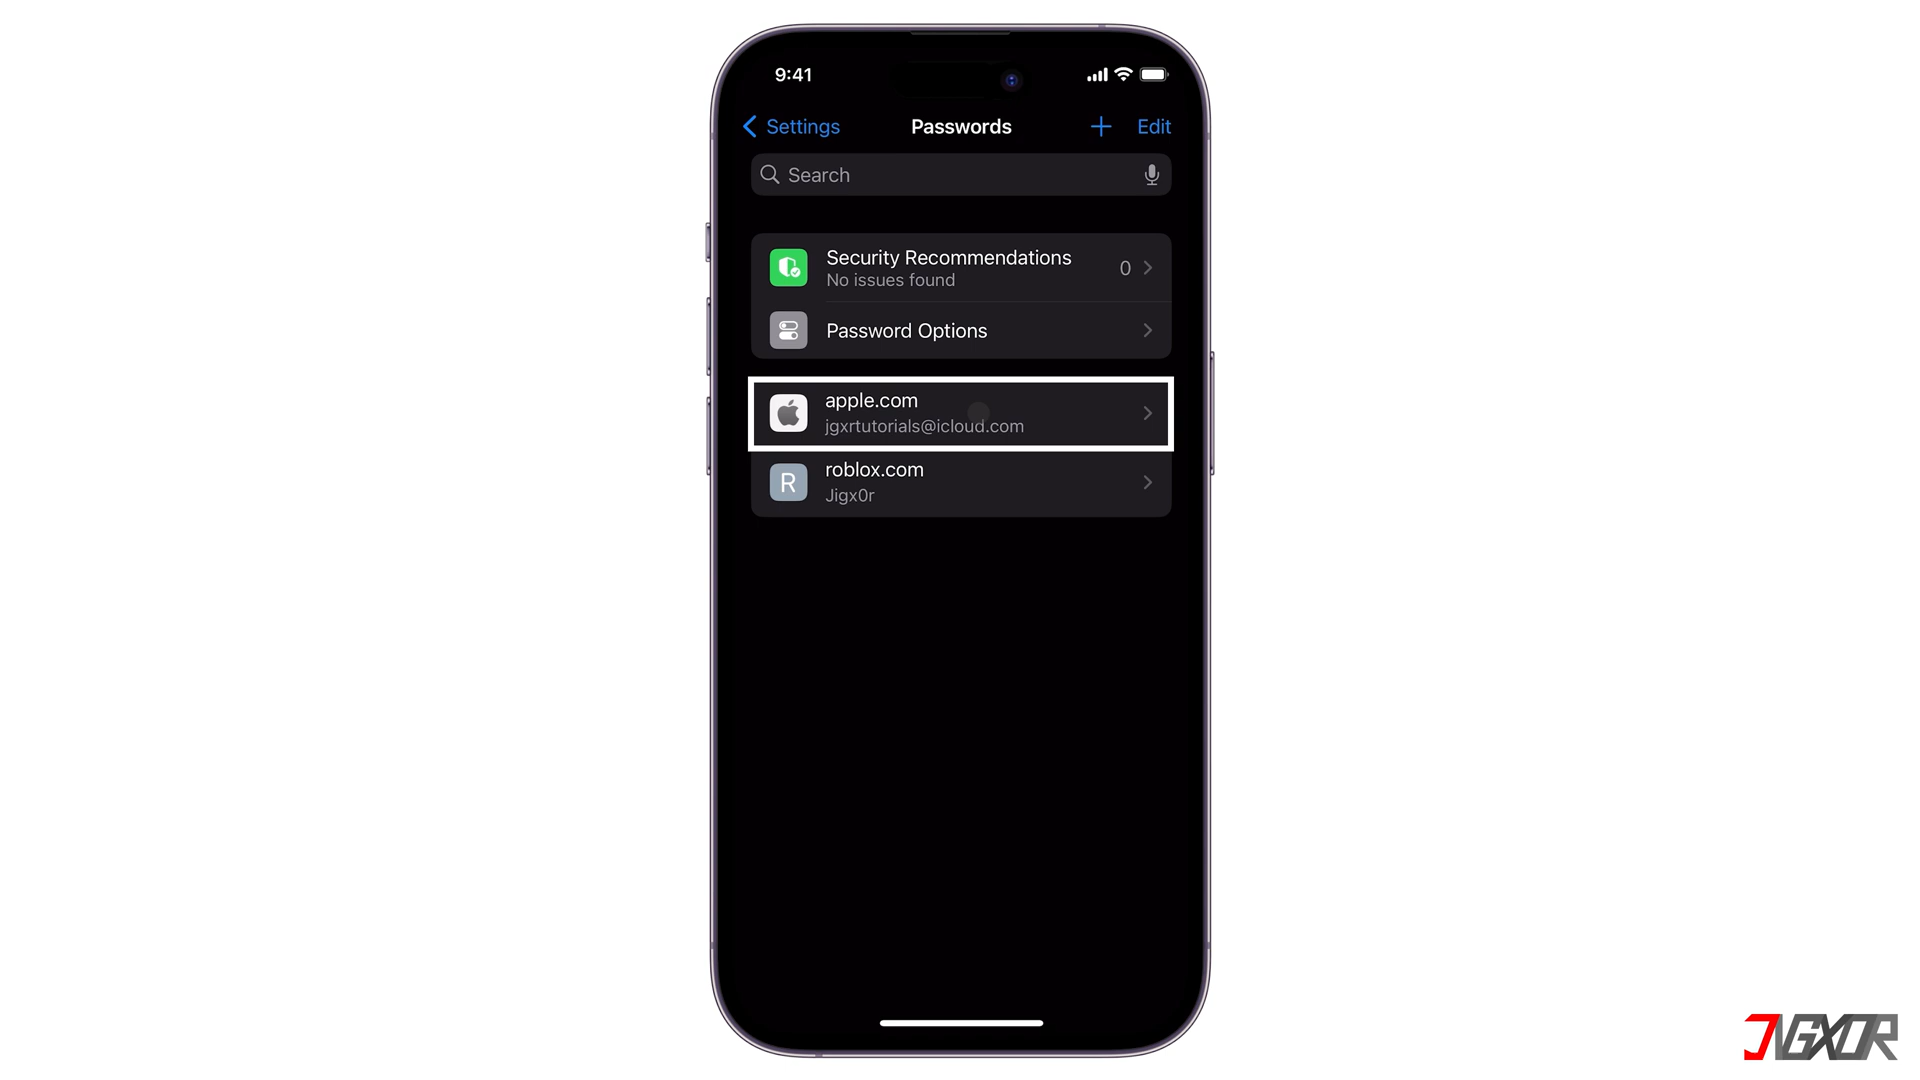 9:41
Settings
Passwords
Edit
Search
Security Recommendations
No issues found
0
Password Options
apple.com
jgxrtutorials@icloud.com
R
roblox.com
Jigx0r
JIGXOR